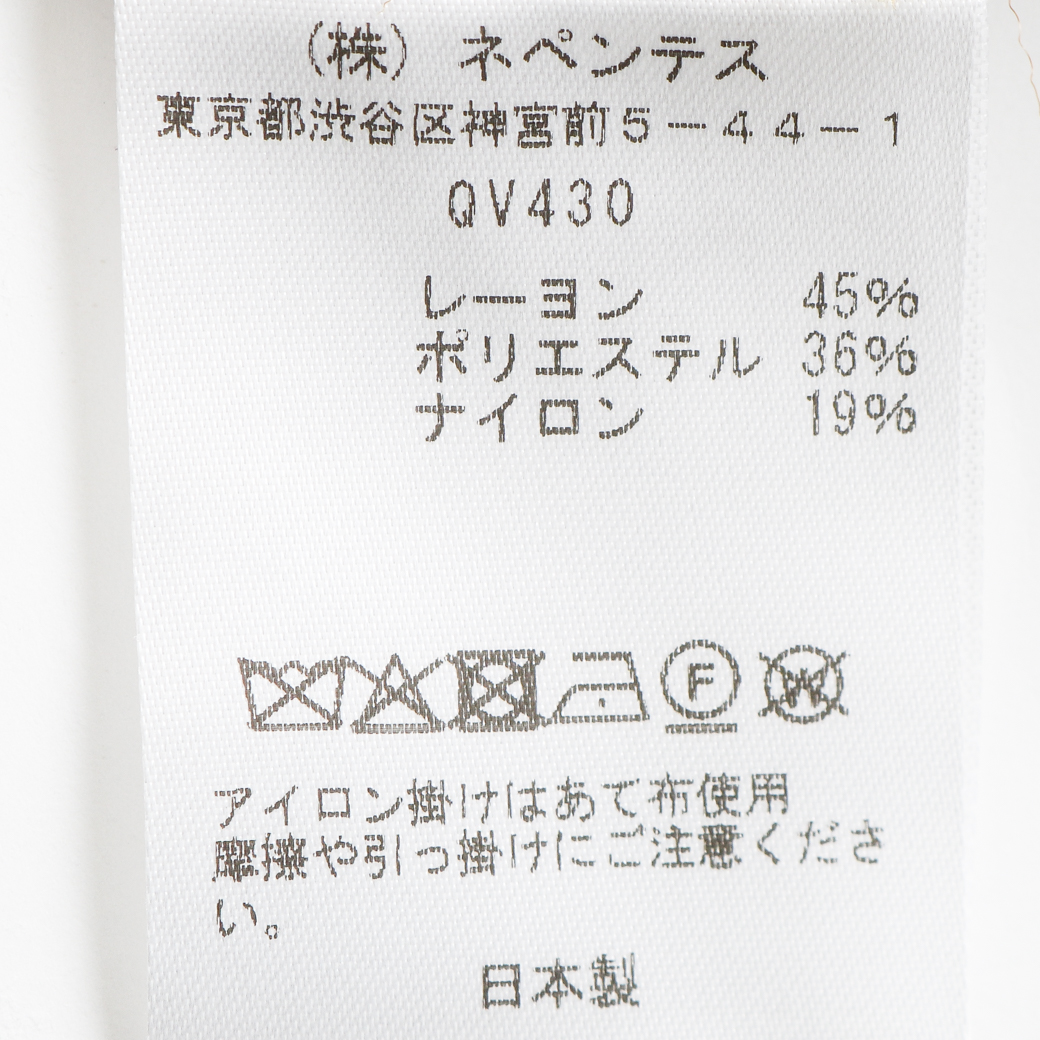 (株) ネペンテス
東京都渋谷区神宮前5-44-1
QV430
レーヨン 45%
ポリエステル 36%
ナイロン 19%
F W
アイロン掛けはあて布使用
摩擦や引っ掛けにご注意くださ
い。
日本製